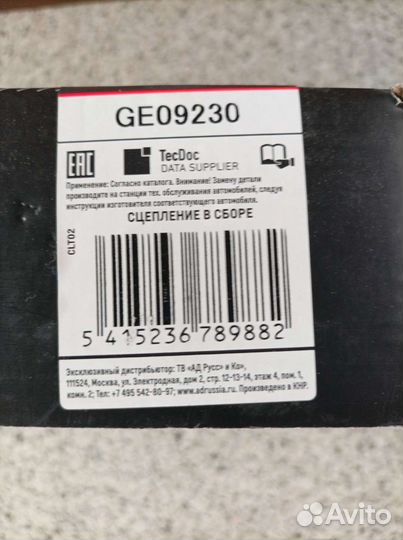 GE09230
EAC
TecDoc
DATA SUPPLIER
Применение: Согласно каталога. Внимание! Замену детали
производите на станции тех. обслуживания автомобилей, следуя
инструкции изготовителя соответствующего автомобиля.
СЦЕПЛЕНИЕ В СБОРЕ
CLT02
5 415236 789882
Эксклюзивный дистрибьютор: ТВ «АД Русс» и Ко»,
111524, Москва, ул. Электродная, дом 2, стр. 12-13-14, этаж 4, пом. 1,
комн. 2; Тел: +7 495 542-80-97; www.adrussia.ru. Произведено в КНР.
Avito